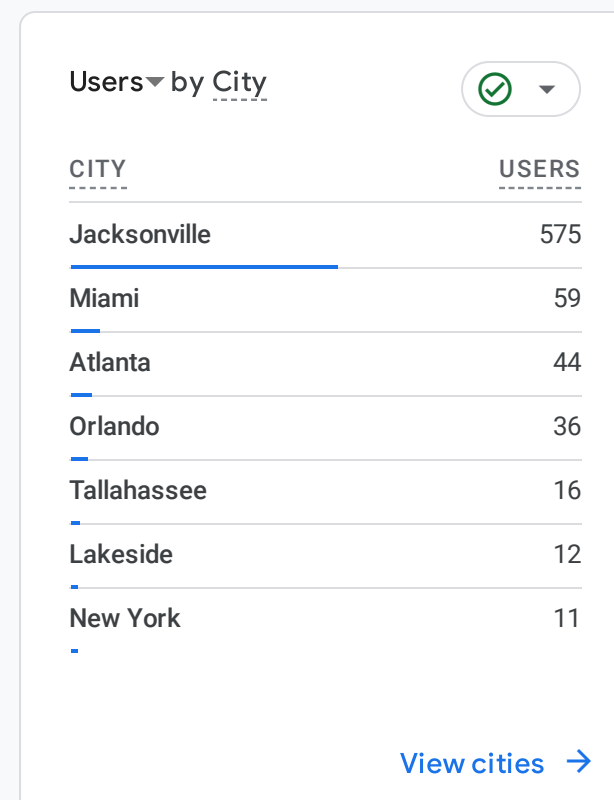 Users by City
CITY USERS
Jacksonville 575
Miami 59
Atlanta 44
Orlando 36
Tallahassee 16
Lakeside 12
New York 11
View cities